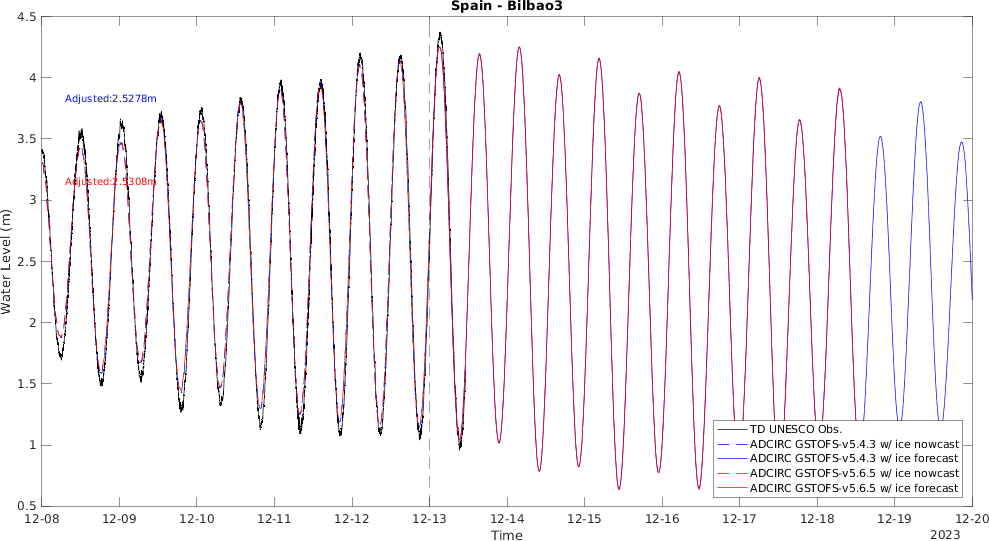 Spain - Bilbao3
4.5
4
3.5
3
2.5
2
1.5
1
0.5
Water Level (m)
Adjusted:2.5278m
Adjusted:2.5308m
TD UNESCO Obs.
ADCIRC GSTOFS-v5.4.3 w/ ice nowcast
ADCIRC GSTOFS-v5.4.3 w/ ice forecast
ADCIRC GSTOFS-v5.6.5 w/ ice nowcast
ADCIRC GSTOFS-v5.6.5 w/ ice forecast
12-08 12-09 12-10 12-11 12-12 12-13 12-14 12-15 12-16 12-17 12-18 12-19 12-20
Time
2023